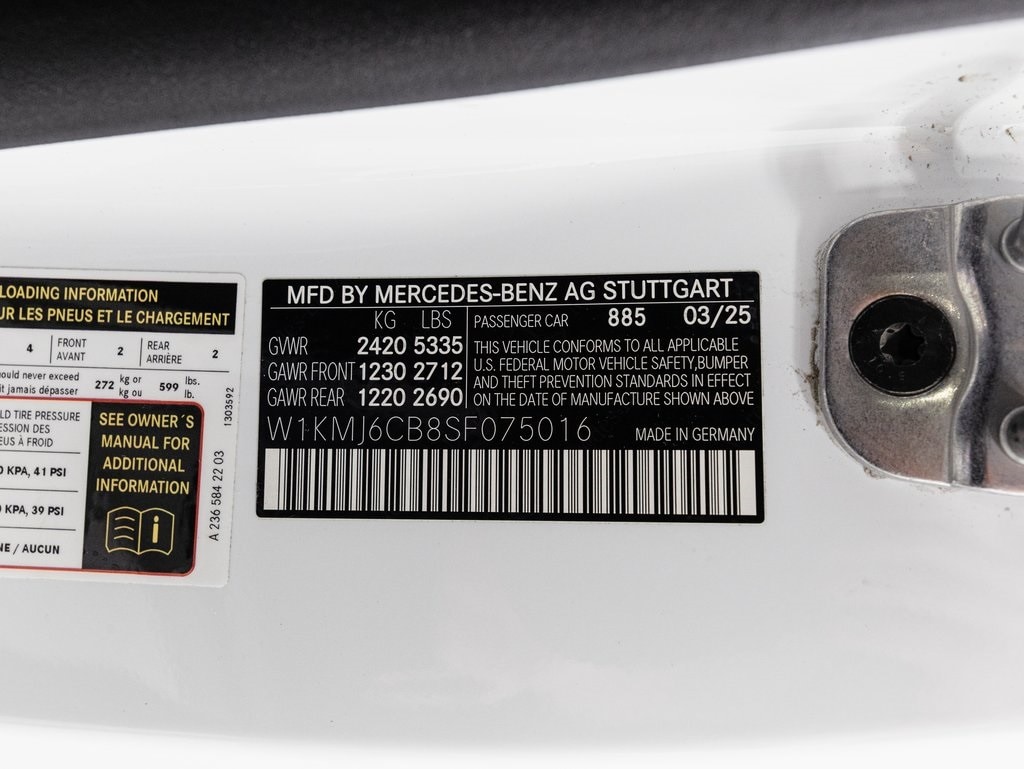 LOADING INFORMATION
UR LES PNEUS ET LE CHARGEMENT
4 FRONT AVANT 2 REAR ARRIÈRE 2
ould never exceed
it jamais dépasser 272 kg or kg ou 599 lbs. lb.
LD TIRE PRESSURE
ESSION DES
NEUS À FROID
0 KPA, 41 PSI
0 KPA, 39 PSI
NE / AUCUN
SEE OWNER´S
MANUAL FOR
ADDITIONAL
INFORMATION
i
1303592
A 236 584 22 03
MFD BY MERCEDES-BENZ AG STUTTGART
KG LBS
GVWR 2420 5335
GAWR FRONT 1230 2712
GAWR REAR 1220 2690
PASSENGER CAR 885 03/25
THIS VEHICLE CONFORMS TO ALL APPLICABLE
U.S. FEDERAL MOTOR VEHICLE SAFETY,BUMPER
AND THEFT PREVENTION STANDARDS IN EFFECT
ON THE DATE OF MANUFACTURE SHOWN ABOVE
W1KMJ6CB8SF075016
MADE IN GERMANY